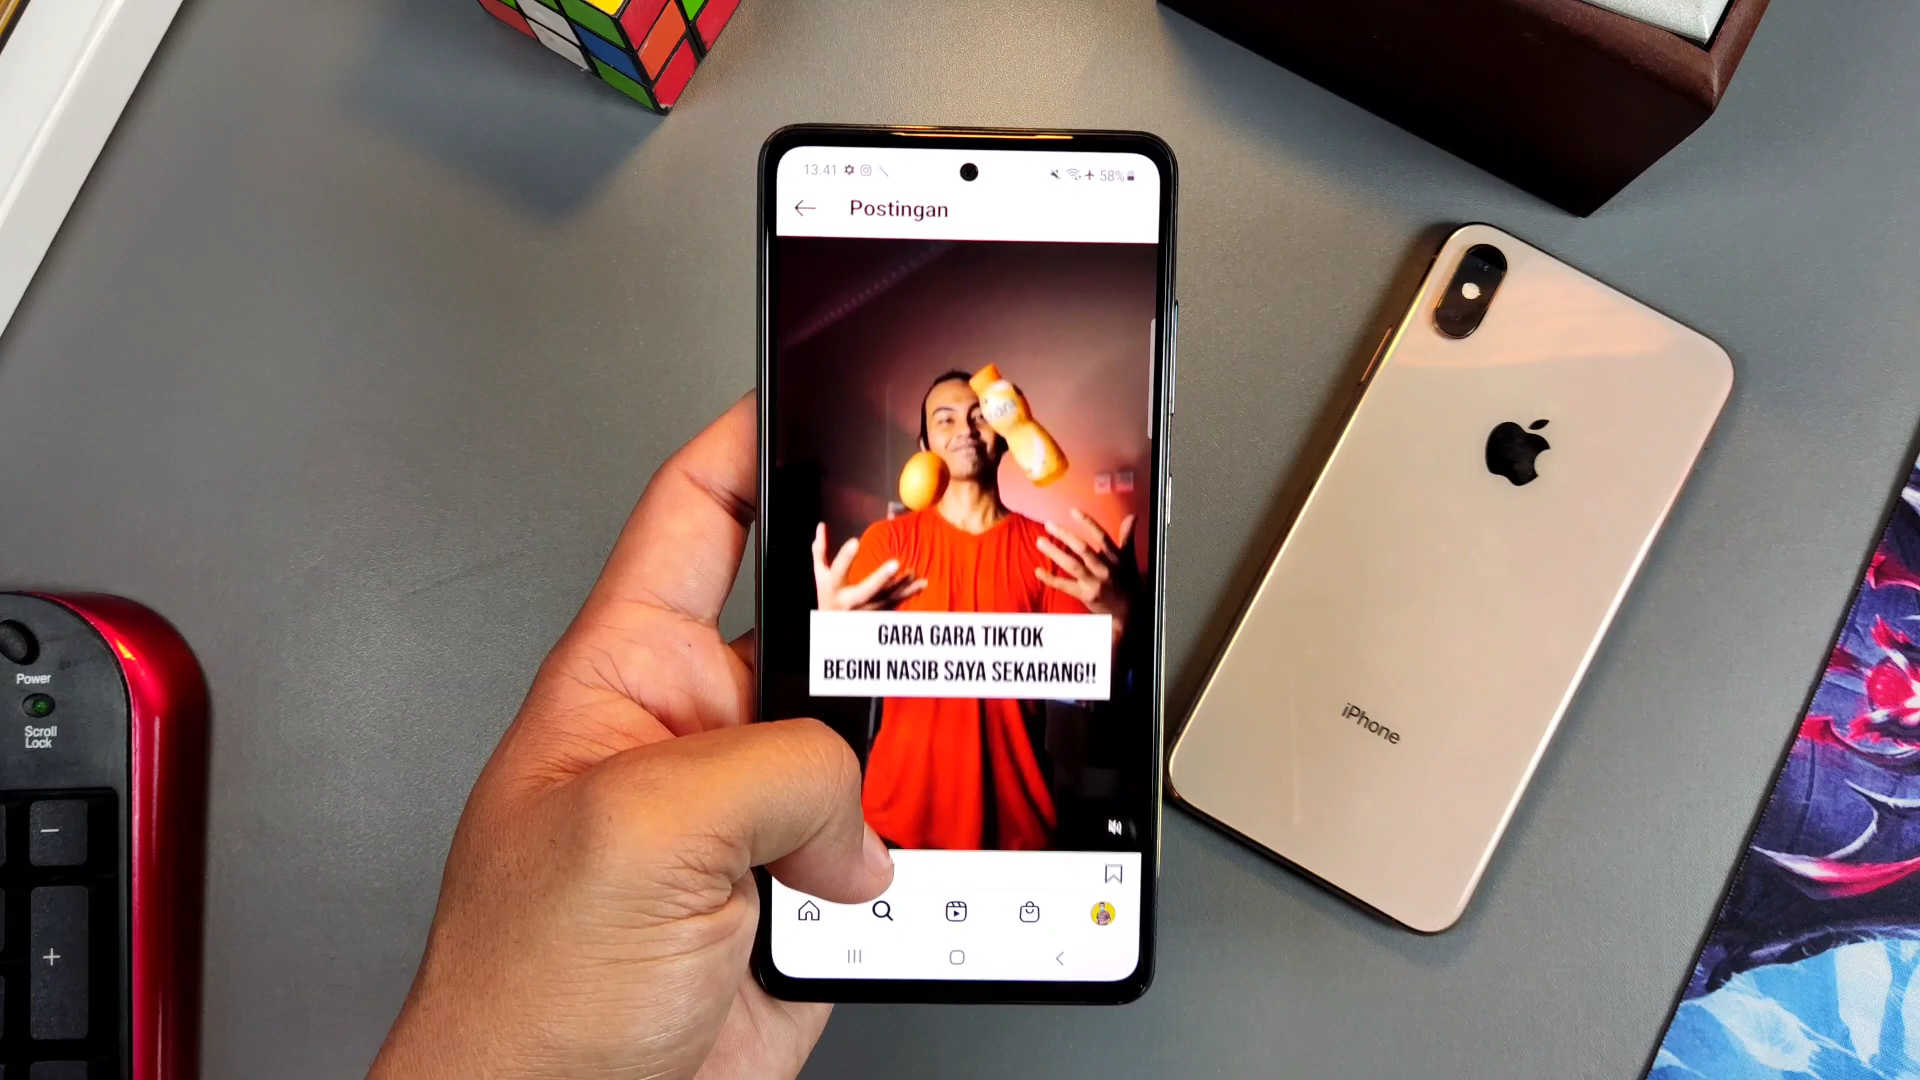 13.41
58%
Postingan
GARA GARA TIKTOK
BEGINI NASIB SAYA SEKARANG!!
iPhone
Power
Scroll
Lock
−
+